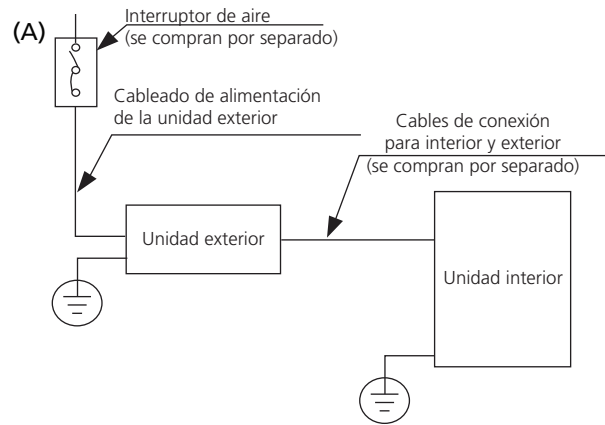 (A)
Interruptor de aire
(se compran por separado)
Cableado de alimentación
de la unidad exterior
Cables de conexión
para interior y exterior
(se compran por separado)
Unidad exterior
Unidad interior